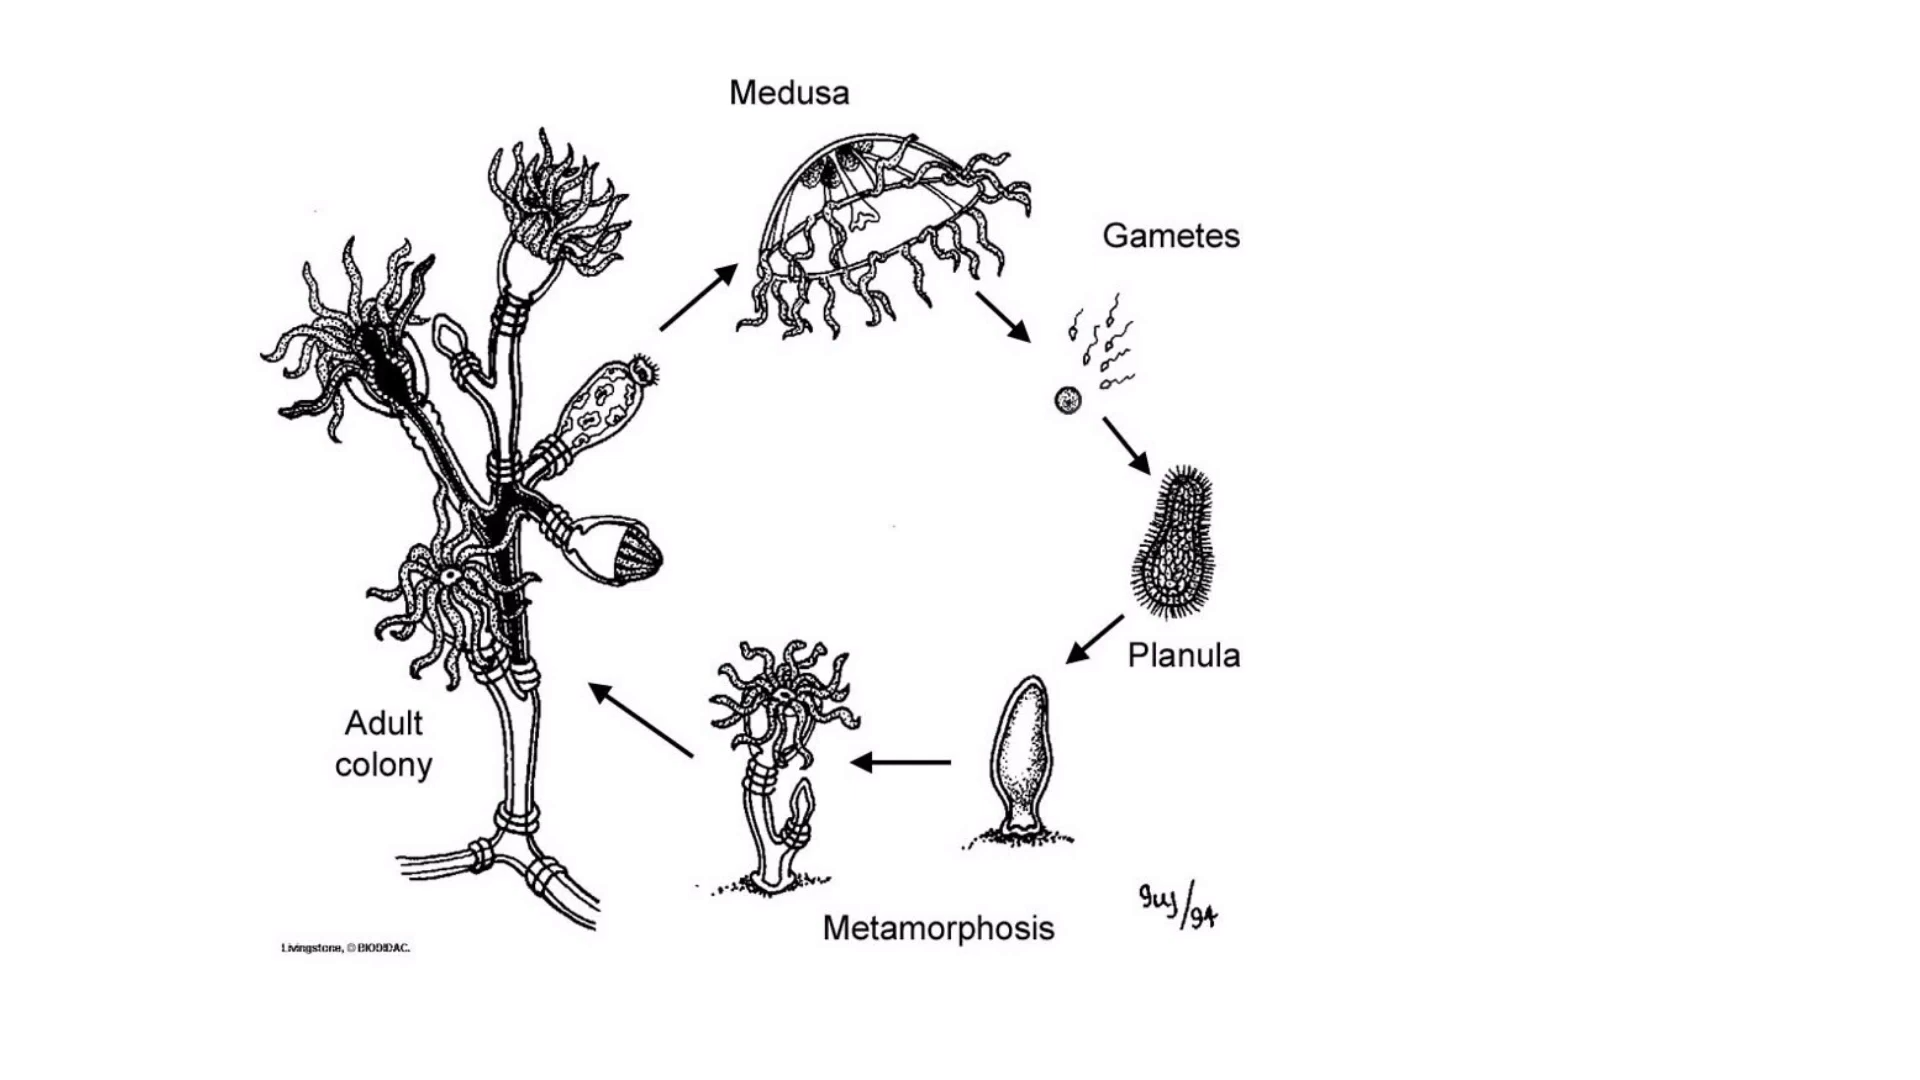 Medusa
Gametes
Planula
Adult
colony
Metamorphosis
Livingstone, © BIODIDAC.